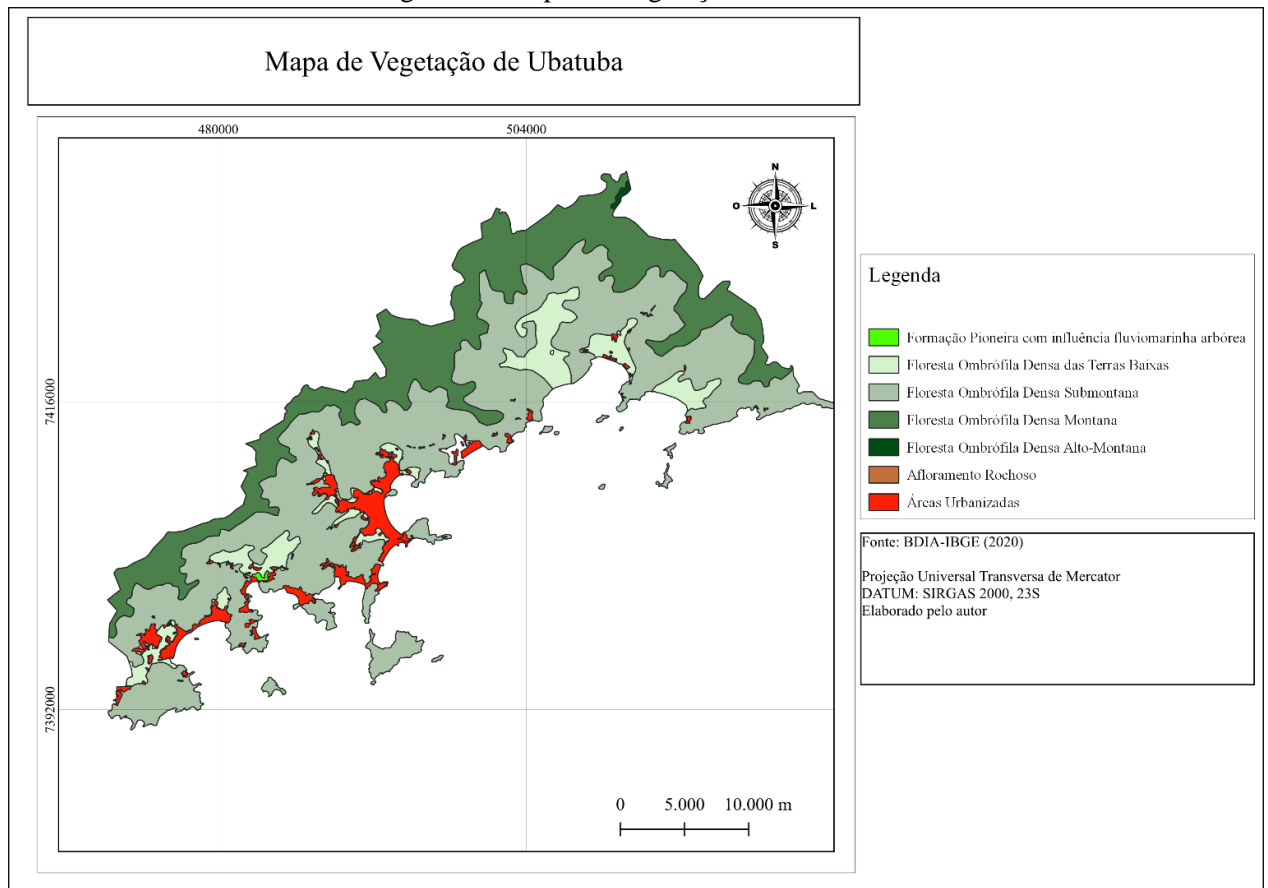 Mapa de Vegetação de Ubatuba
480000
504000
N
O
L
S
7416000
7392000
0 5.000 10.000 m
Legenda
Formação Pioneira com influência fluviomarinha arbórea
Floresta Ombrófila Densa das Terras Baixas
Floresta Ombrófila Densa Submontana
Floresta Ombrófila Densa Montana
Floresta Ombrófila Densa Alto-Montana
Afloramento Rochoso
Áreas Urbanizadas
Fonte: BDIA-IBGE (2020)
Projeção Universal Transversa de Mercator
DATUM: SIRGAS 2000, 23S
Elaborado pelo autor